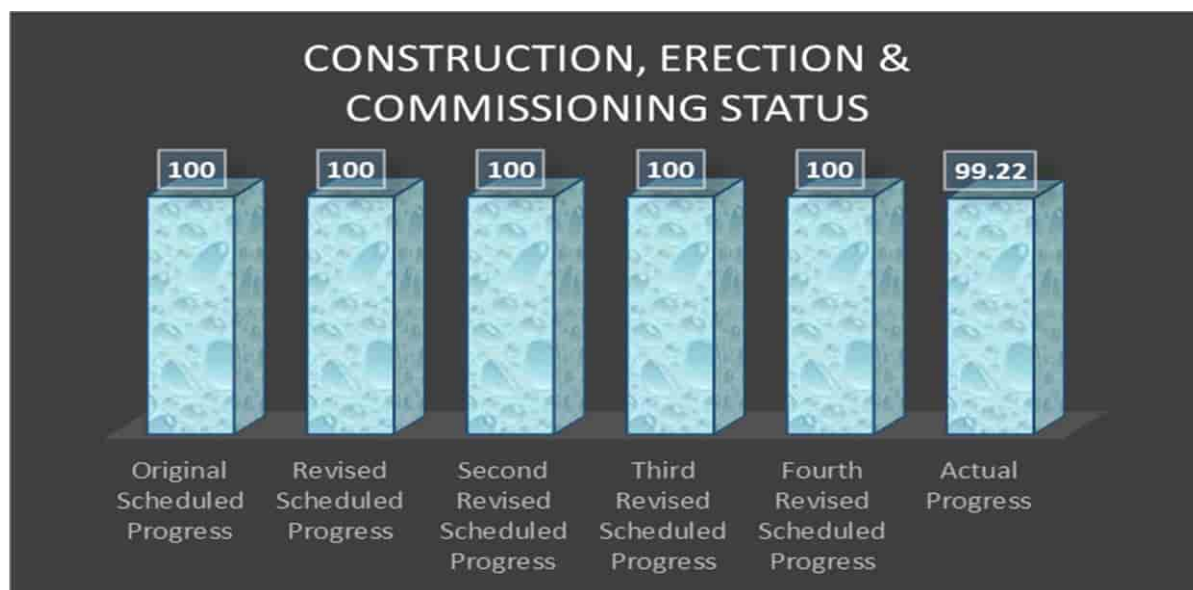 CONSTRUCTION, ERECTION &
COMMISSIONING STATUS
100
100
100
100
100
99.22
Original
Scheduled
Progress
Revised
Scheduled
Progress
Second
Revised
Scheduled
Progress
Third
Revised
Scheduled
Progress
Fourth
Revised
Scheduled
Progress
Actual
Progress